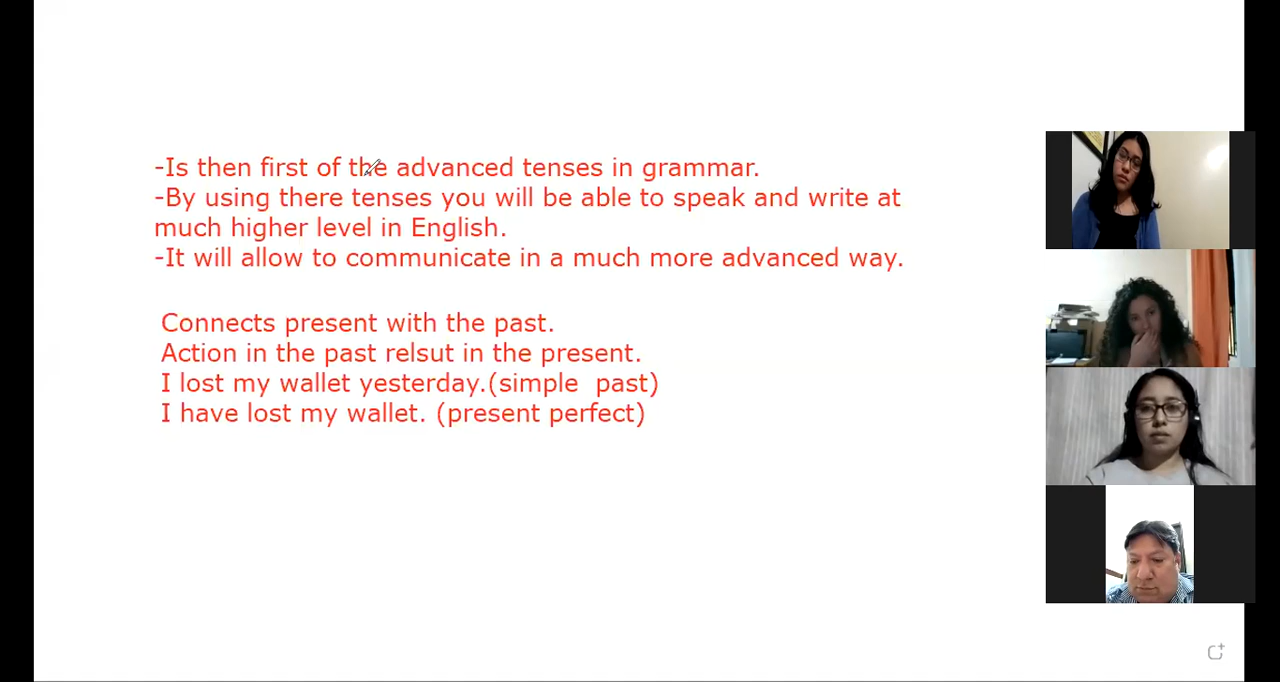 -Is then first of the advanced tenses in grammar.
-By using there tenses you will be able to speak and write at
much higher level in English.
-It will allow to communicate in a much more advanced way.
Connects present with the past.
Action in the past relsut in the present.
I lost my wallet yesterday.(simple  past)
I have lost my wallet. (present perfect)